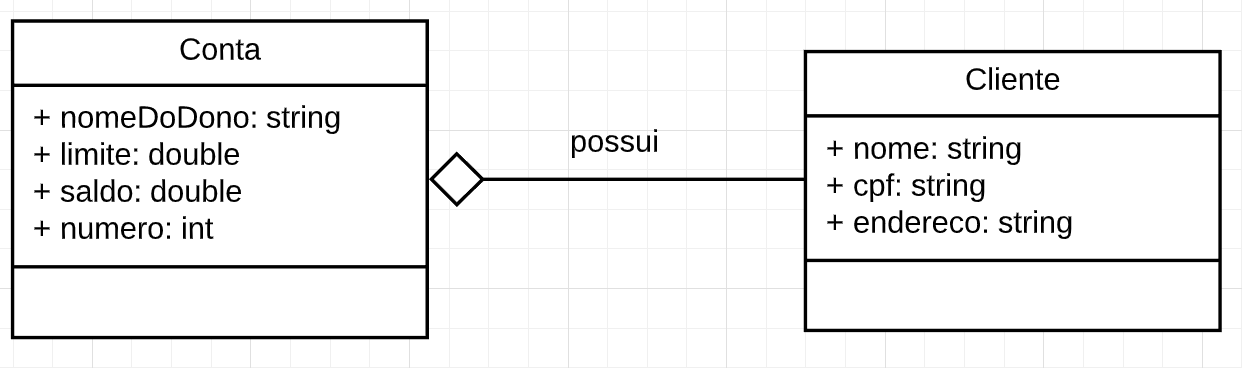 Conta
+ nomeDoDono: string
+ limite: double
+ saldo: double
+ numero: int
possui
Cliente
+ nome: string
+ cpf: string
+ endereco: string